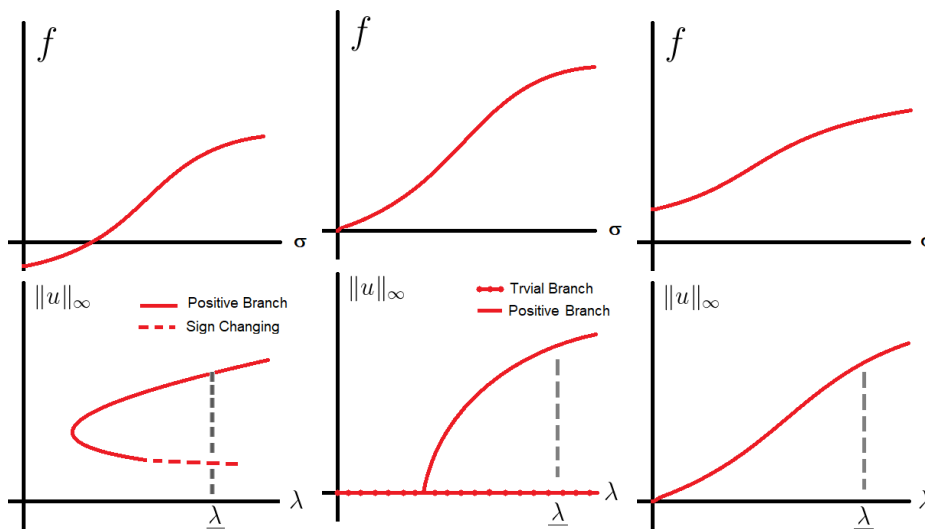 f
σ
f
σ
f
σ
‖u‖∞
Positive Branch
Sign Changing
λ
λ
‖u‖∞
Trvial Branch
Positive Branch
λ
λ
‖u‖∞
λ
λ